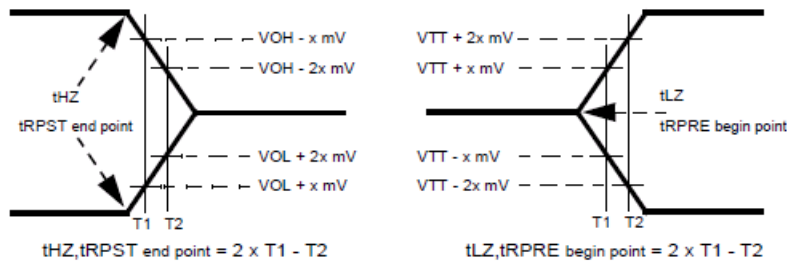 VOH - x mV
VTT + 2x mV
VOH - 2x mV
VTT + x mV
tHZ
tLZ
tRPST end point
tRPRE begin point
VOL + 2x mV
VTT - x mV
VOL + x mV
VTT - 2x mV
T1 T2
T1 T2
tHZ,tRPST end point = 2 x T1 - T2
tLZ,tRPRE begin point = 2 x T1 - T2